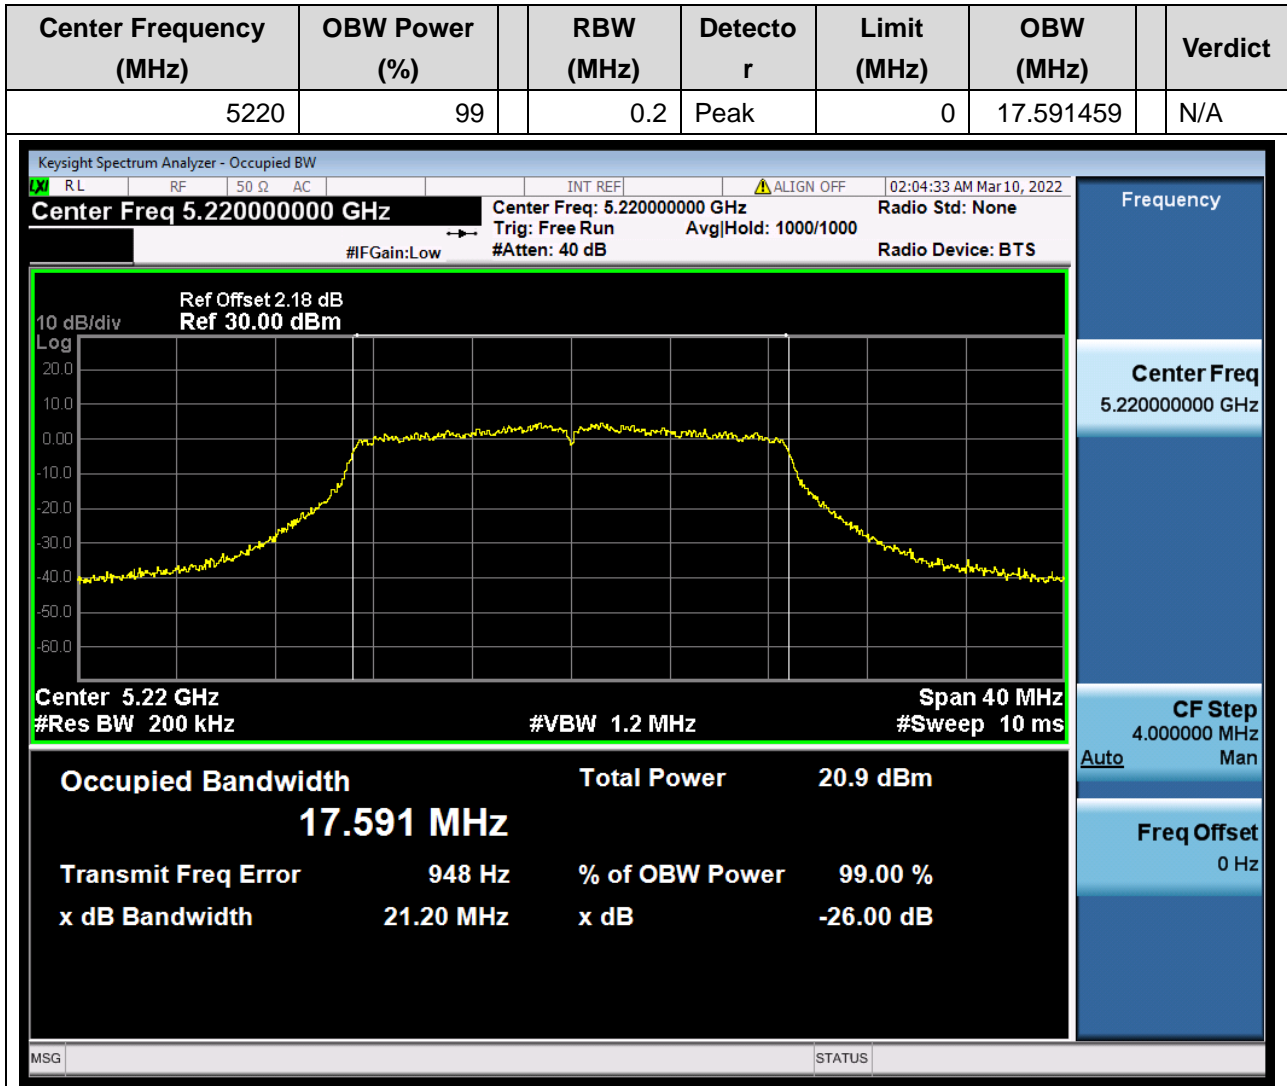 Center Frequency (MHz) OBW Power (%) RBW (MHz) Detecto r Limit (MHz) OBW (MHz) Verdict
5220 99 0.2 Peak 0 17.591459 N/A
Keysight Spectrum Analyzer - Occupied BW
LXI RL RF 50 Ω AC INT REF ALIGN OFF 02:04:33 AM Mar 10, 2022
Center Freq 5.220000000 GHz Center Freq: 5.220000000 GHz Radio Std: None
Trig: Free Run Avg|Hold: 1000/1000
#IFGain:Low #Atten: 40 dB Radio Device: BTS
Frequency
Ref Offset 2.18 dB
10 dB/div Ref 30.00 dBm
Log
20.0
10.0
0.00
-10.0
-20.0
-30.0
-40.0
-50.0
-60.0
Center 5.22 GHz Span 40 MHz
#Res BW 200 kHz #VBW 1.2 MHz #Sweep 10 ms
Center Freq
5.220000000 GHz
CF Step
4.000000 MHz
Auto Man
Freq Offset
0 Hz
Occupied Bandwidth Total Power 20.9 dBm
17.591 MHz
Transmit Freq Error 948 Hz % of OBW Power 99.00 %
x dB Bandwidth 21.20 MHz x dB -26.00 dB
MSG STATUS